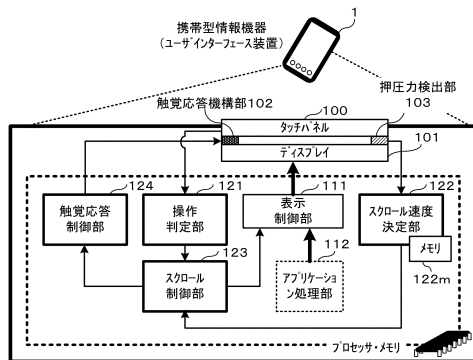 携帯型情報機器
(ユーザインターフェース装置)
1
触覚応答機構部102
100
押圧力検出部
103
タッチパネル
ディスプレイ
101
124
121
111
122
触覚応答
制御部
操作
判定部
表示
制御部
スクロール速度
決定部
メモリ
122m
123
スクロール
制御部
112
アプリケーショ
ン処理部
プロセッサ・メモリ